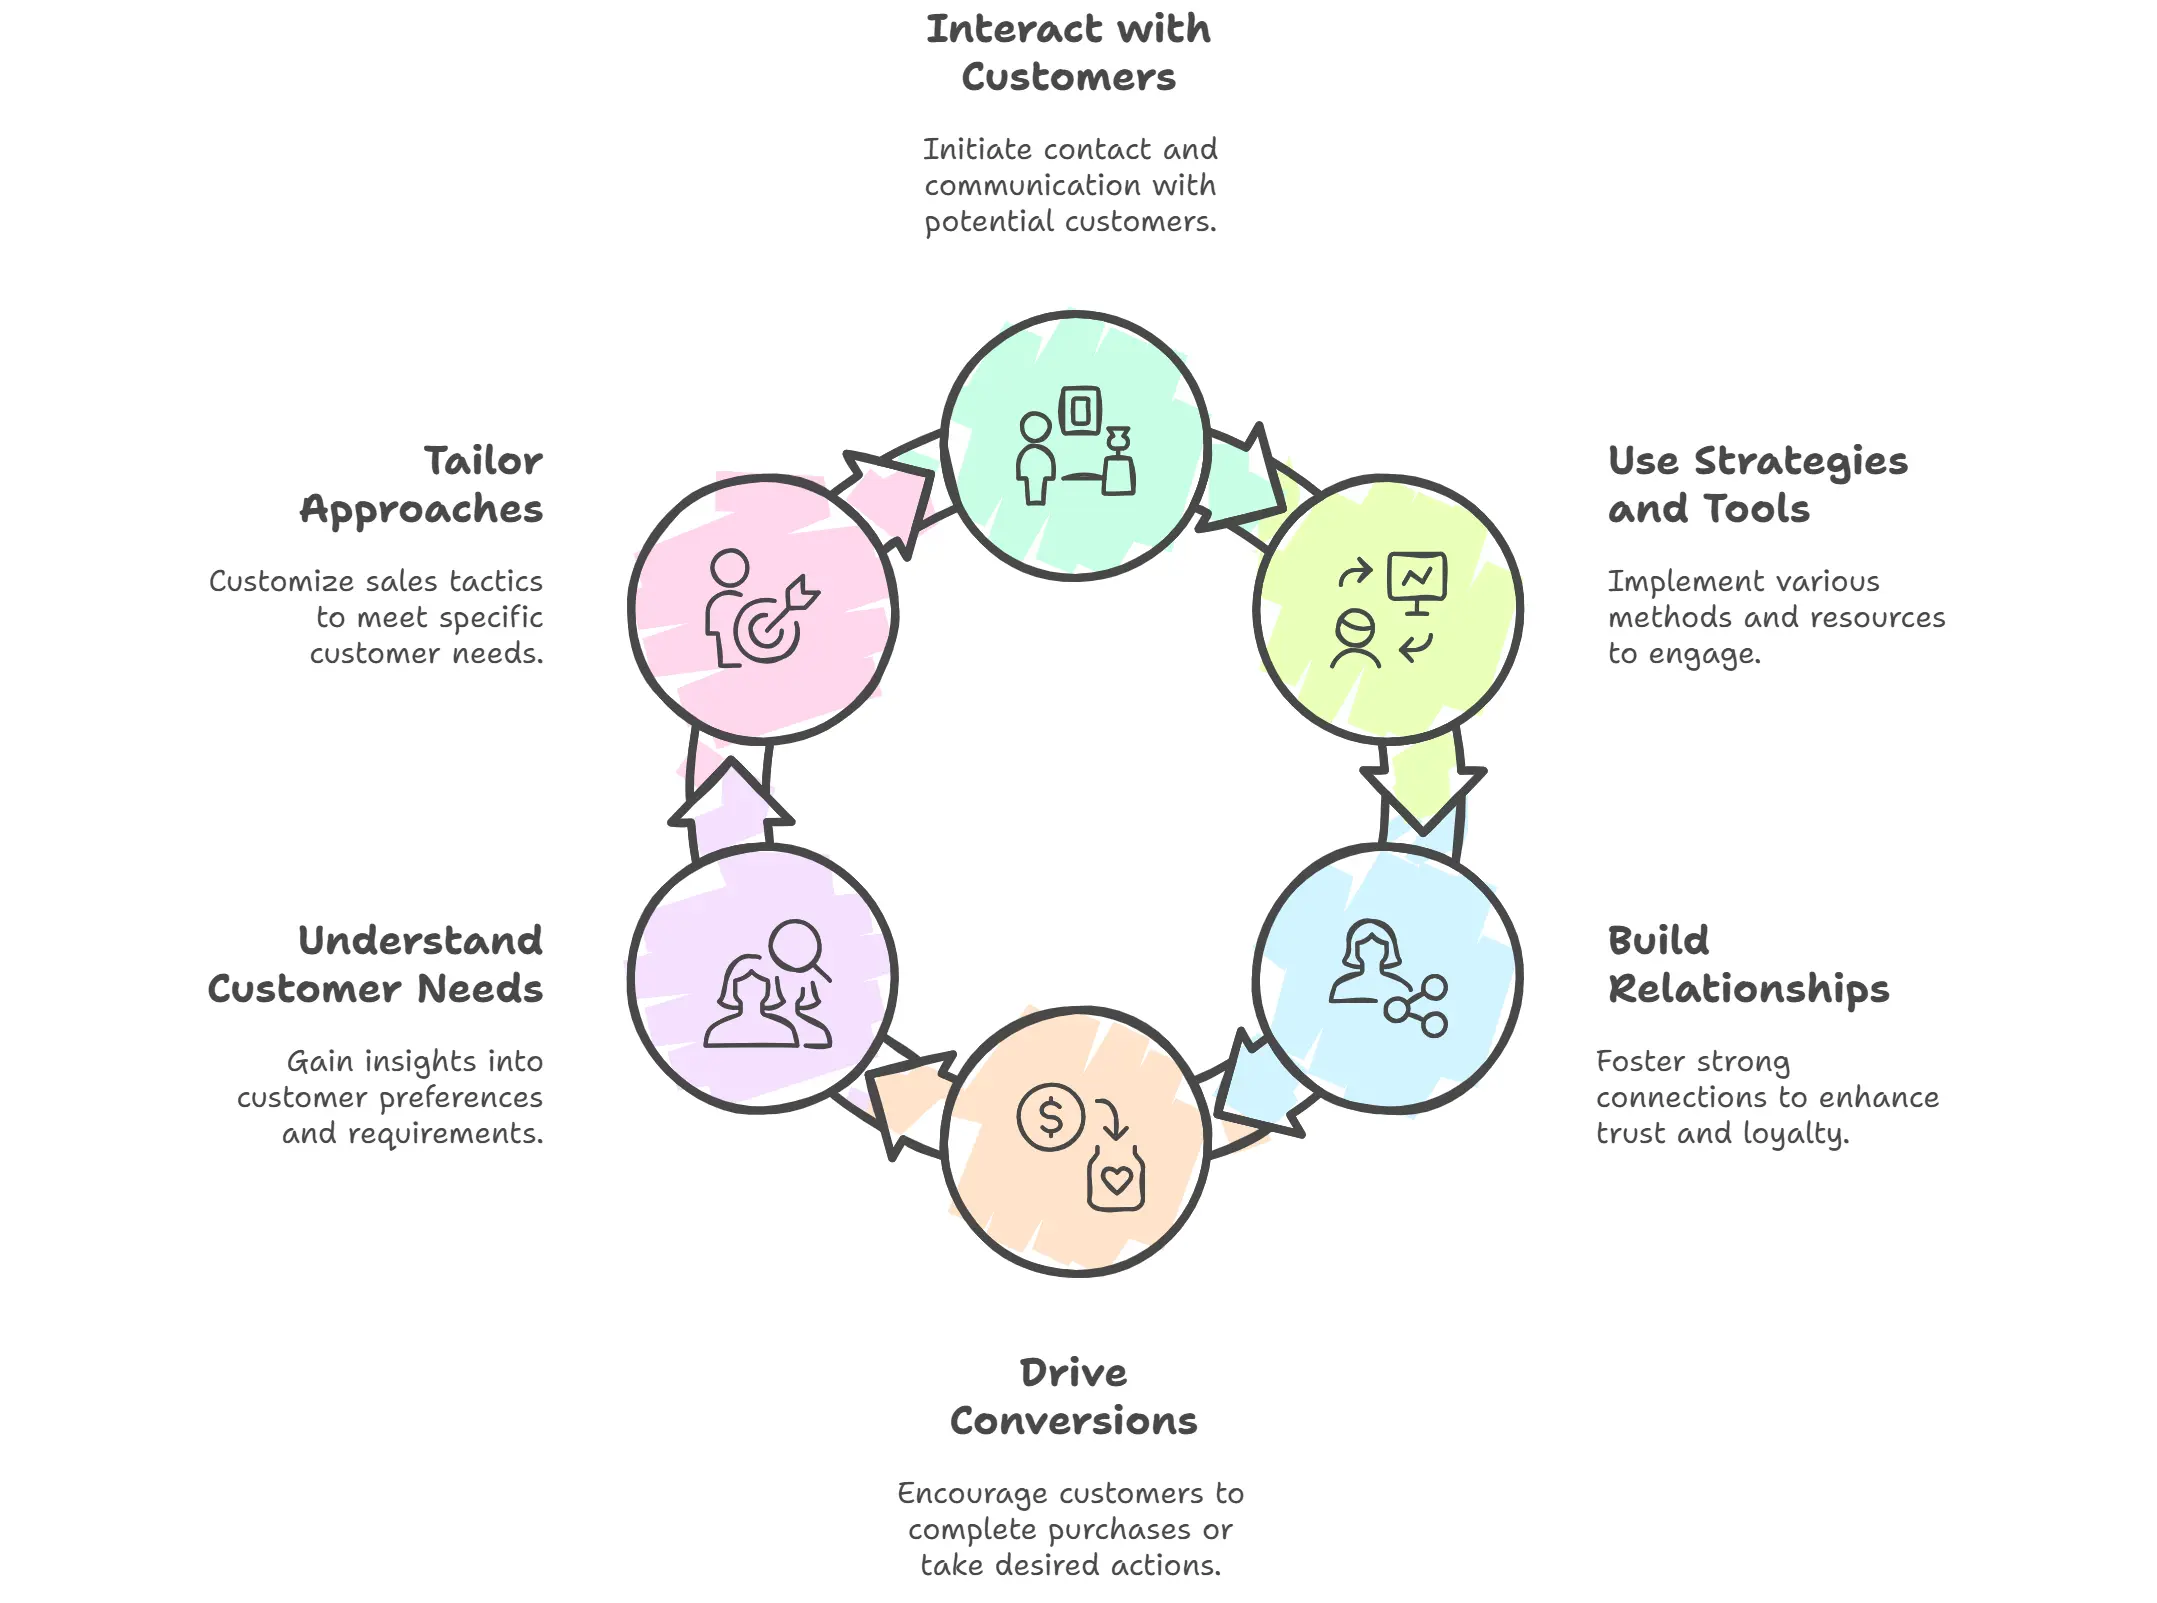 Interact with
Customers
Initiate contact and
communication with
potential customers.
Use Strategies
and Tools
Implement various
methods and resources
to engage.
Build
Relationships
Foster strong
connections to enhance
trust and loyalty.
Drive
Conversions
Encourage customers to
complete purchases or
take desired actions.
Understand
Customer Needs
Gain insights into
customer preferences
and requirements.
Tailor
Approaches
Customize sales tactics
to meet specific
customer needs.
$